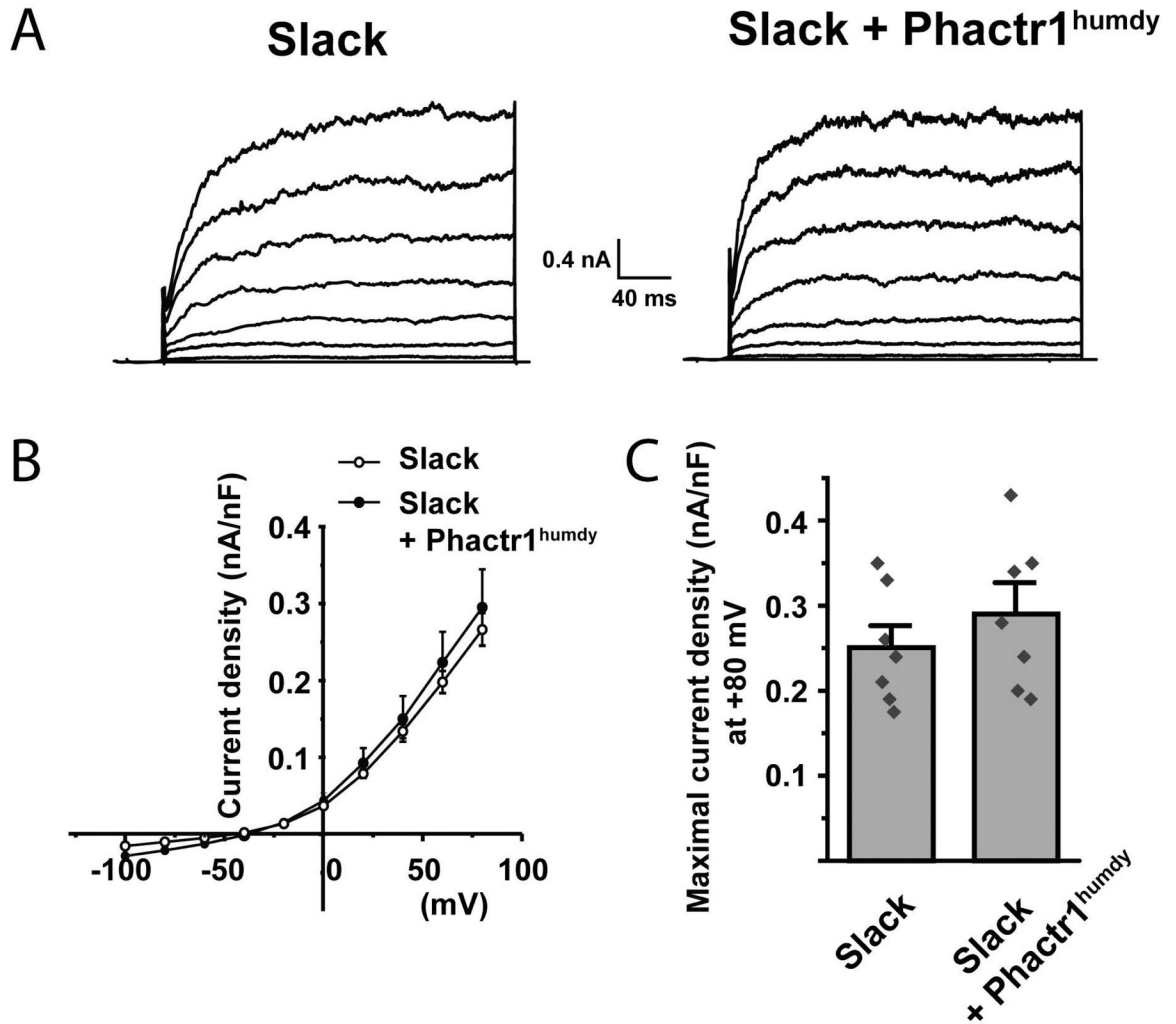 A
Slack
Slack + Phactr1humdy
0.4 nA
40 ms
B
Slack
Slack
+ Phactr1humdy
Current density (nA/nF)
0.4
0.3
0.2
0.1
-100
-50
0
50
100
(mV)
C
Maximal current density (nA/nF)
at +80 mV
0.4
0.3
0.2
0.1
Slack
Slack
+ Phactr1humdy